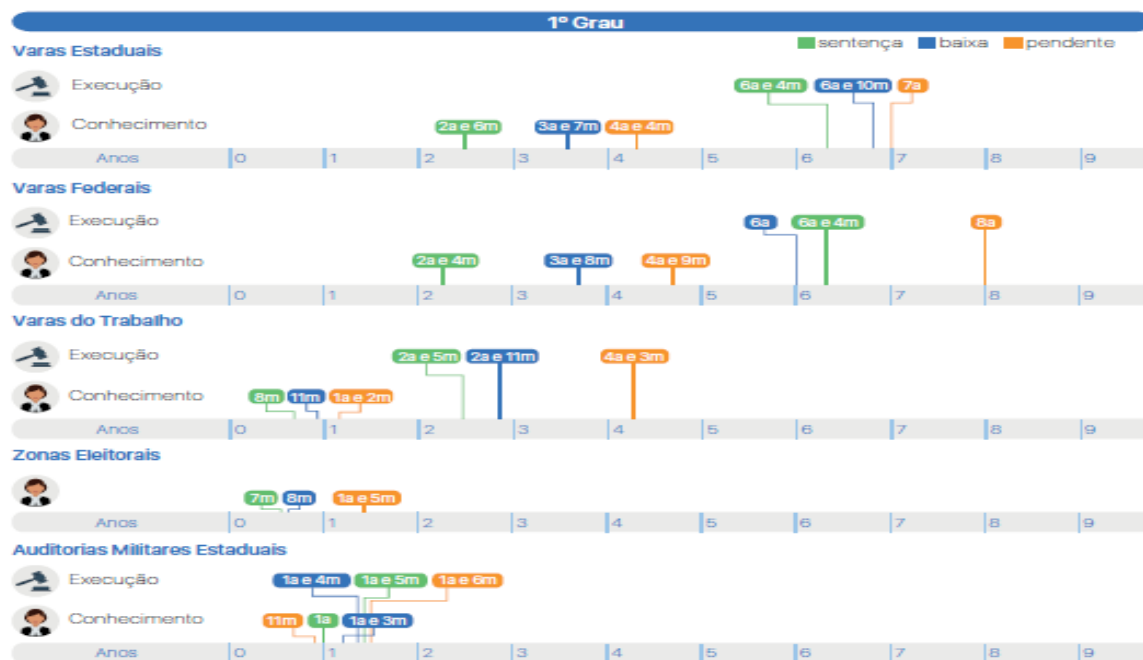 1º Grau
Varas Estaduais
sentença baixa pendente
Execução 6a e 4m 6a e 10m 7a
Conhecimento 2a e 6m 3a e 7m 4a e 4m
Anos 0 1 2 3 4 5 6 7 8 9
Varas Federais
Execução 6a 6a e 4m 8a
Conhecimento 2a e 4m 3a e 8m 4a e 9m
Anos 0 1 2 3 4 5 6 7 8 9
Varas do Trabalho
Execução 2a e 5m 2a e 11m 4a e 3m
Conhecimento 8m 11m 1a e 2m
Anos 0 1 2 3 4 5 6 7 8 9
Zonas Eleitorais
7m 8m 1a e 5m
Anos 0 1 2 3 4 5 6 7 8 9
Auditorias Militares Estaduais
Execução 1a e 4m 1a e 5m 1a e 6m
Conhecimento 11m 1a 1a e 3m
Anos 0 1 2 3 4 5 6 7 8 9